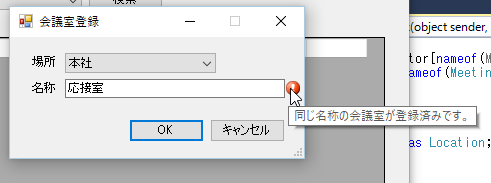 検索
会議室登録
(object sender,
場所 本社
tor[nameof(M
名称 応接室
ameof(Meetin
同じ名称の会議室が登録済みです。
OK キャンセル
as Location;